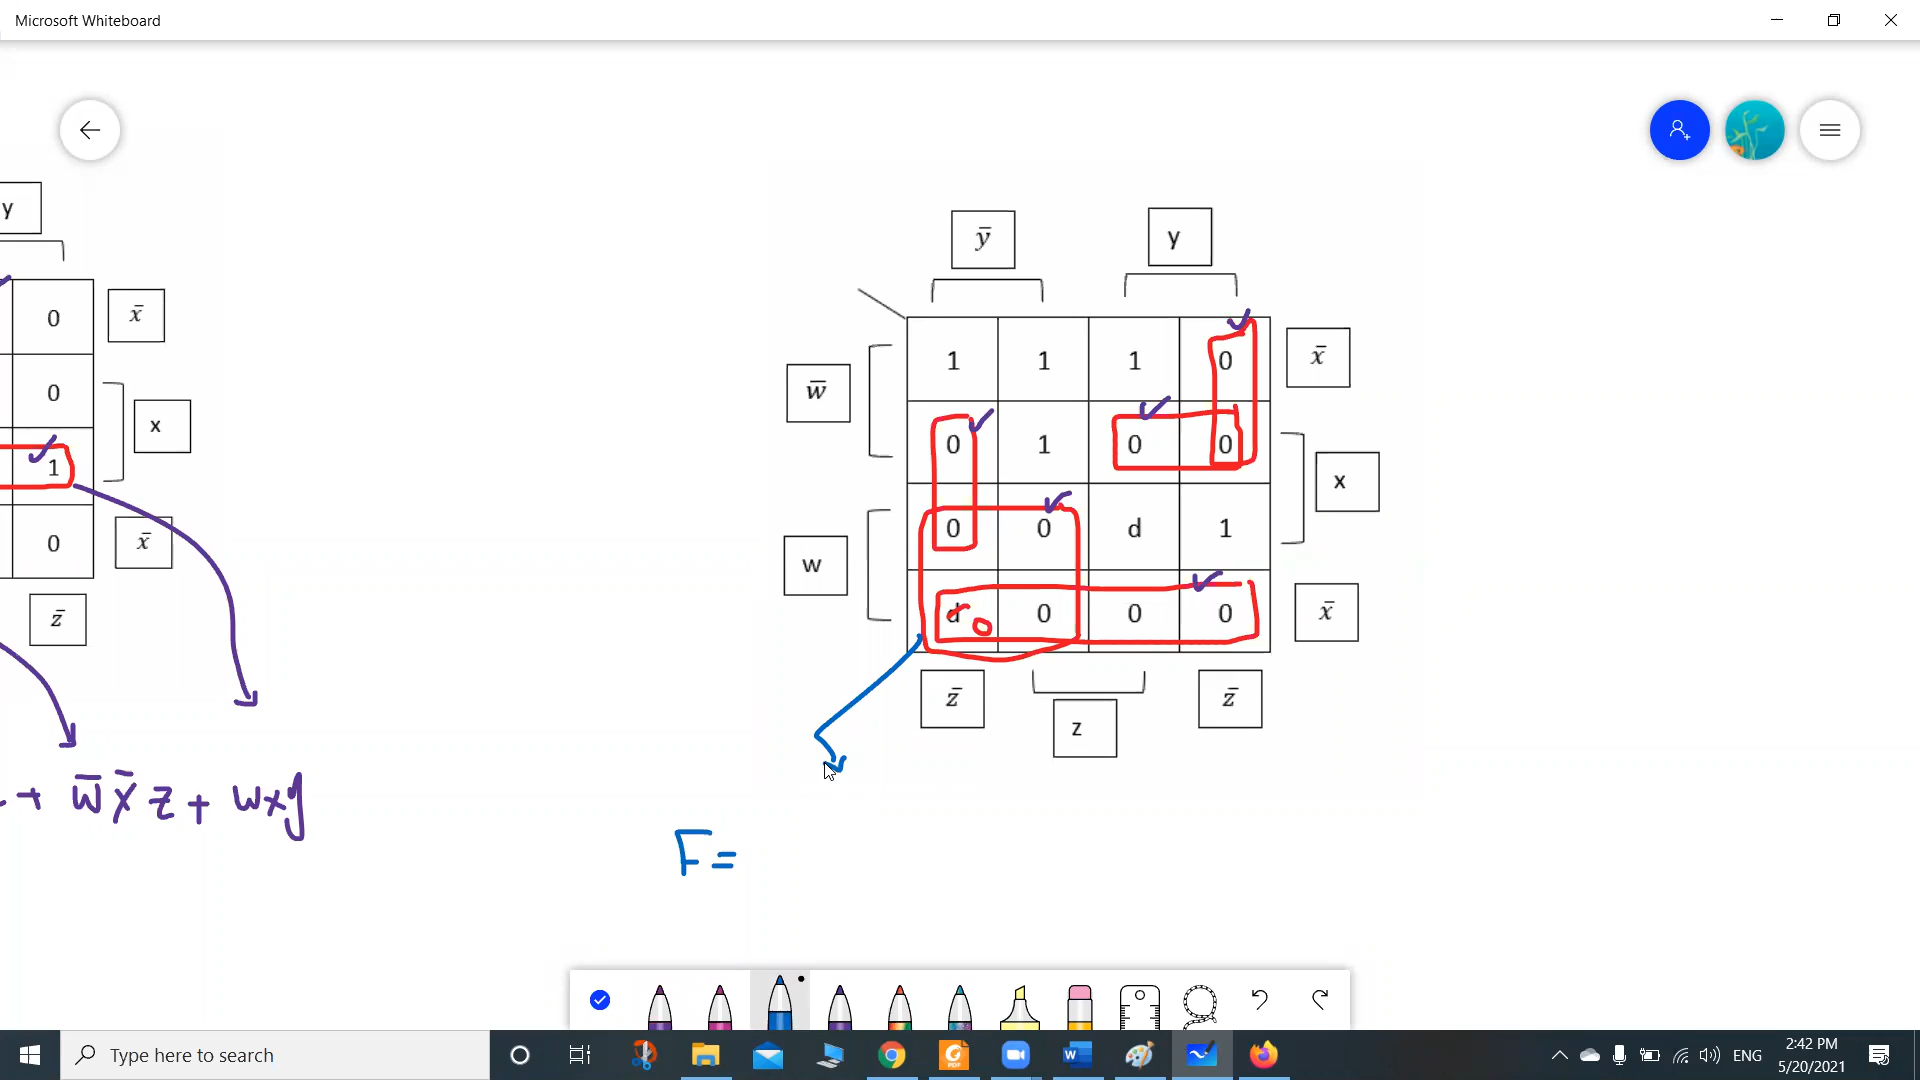 Microsoft Whiteboard
y
0 x̄
0
x
1
0 x̄
z̄
+ w̄ x̄ z + wxy
ȳ y
1 1 1 0 x̄
w̄
0 1 0 0
x
0 0 d 1
w
d 0 0 0 0 x̄
z̄ z̄
z
F =
Type here to search
ENG
2:42 PM
5/20/2021